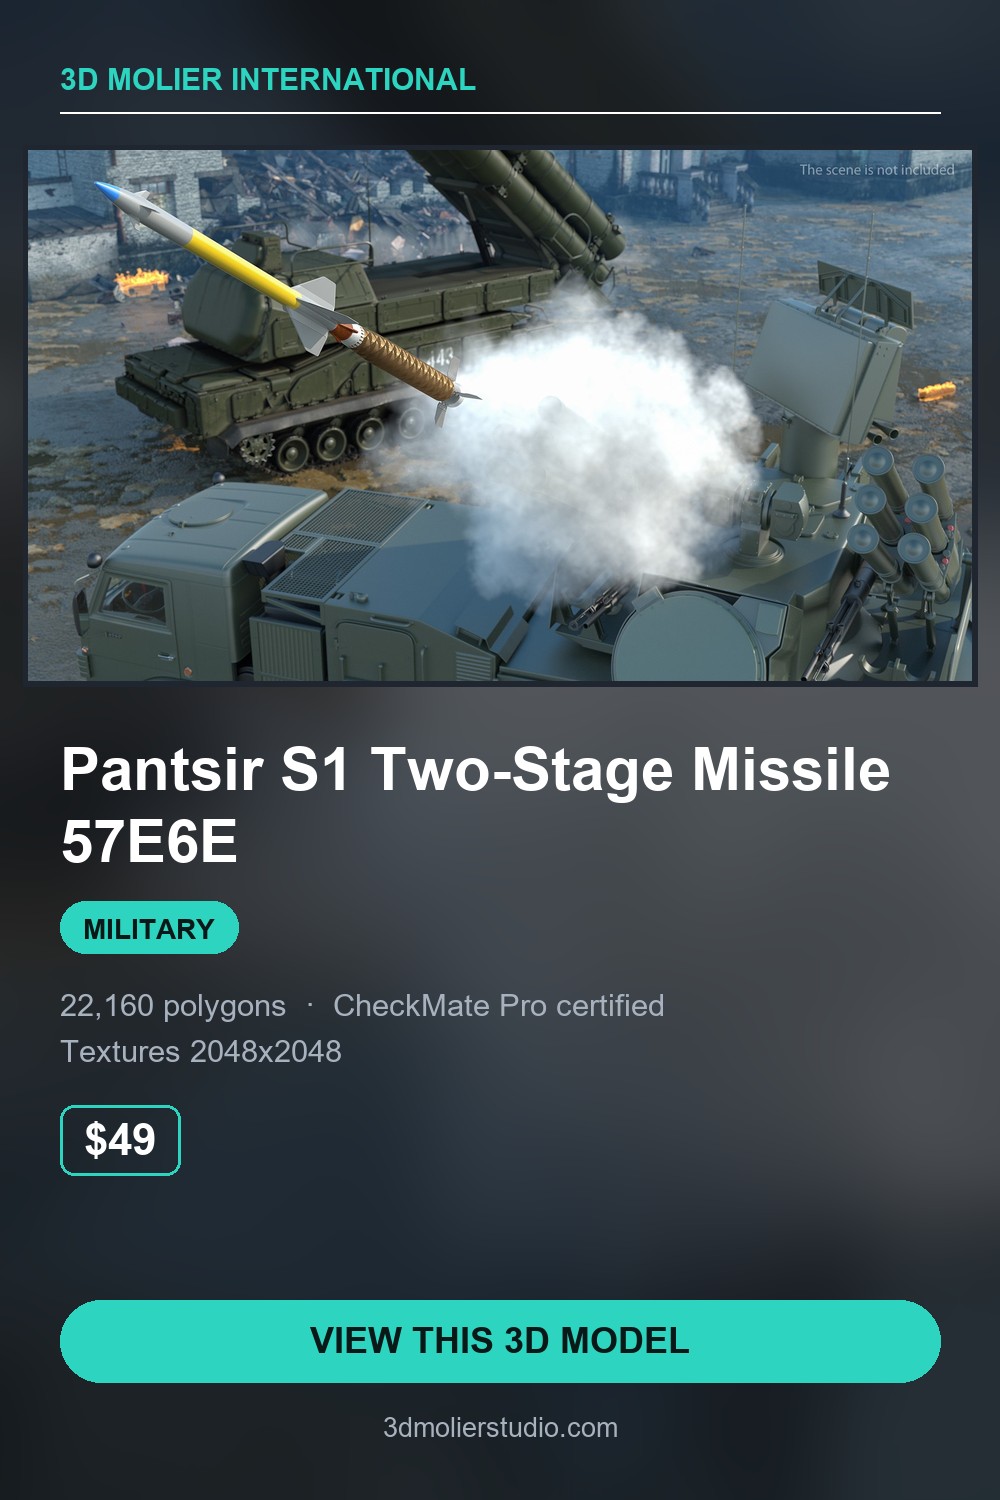 3D MOLIER INTERNATIONAL
The scene is not included
Pantsir S1 Two-Stage Missile
57E6E
MILITARY
22,160 polygons · CheckMate Pro certified
Textures 2048x2048
$49
VIEW THIS 3D MODEL
3dmolierstudio.com